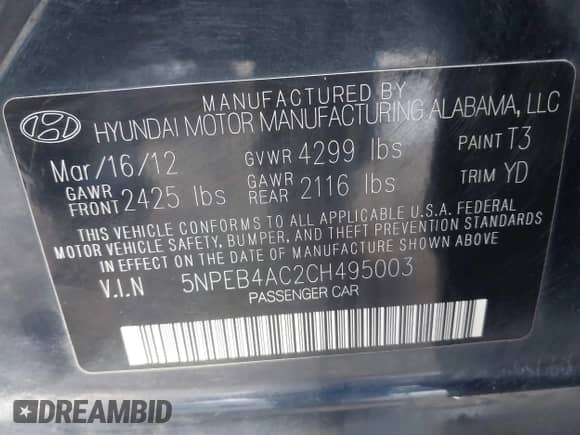 MANUFACTURED BY
HYUNDAI MOTOR MANUFACTURING ALABAMA, LLC
Mar/16/12 GVWR 4299 lbs PAINT T3
GAWR FRONT 2425 lbs GAWR REAR 2116 lbs TRIM YD
THIS VEHICLE CONFORMS TO ALL APPLICABLE U.S.A. FEDERAL
MOTOR VEHICLE SAFETY, BUMPER, AND THEFT PREVENTION STANDARDS
IN EFFECT ON THE DATE OF MANUFACTURE SHOWN ABOVE.
V.I.N 5NPEB4AC2CH495003
PASSENGER CAR
DREAMBID